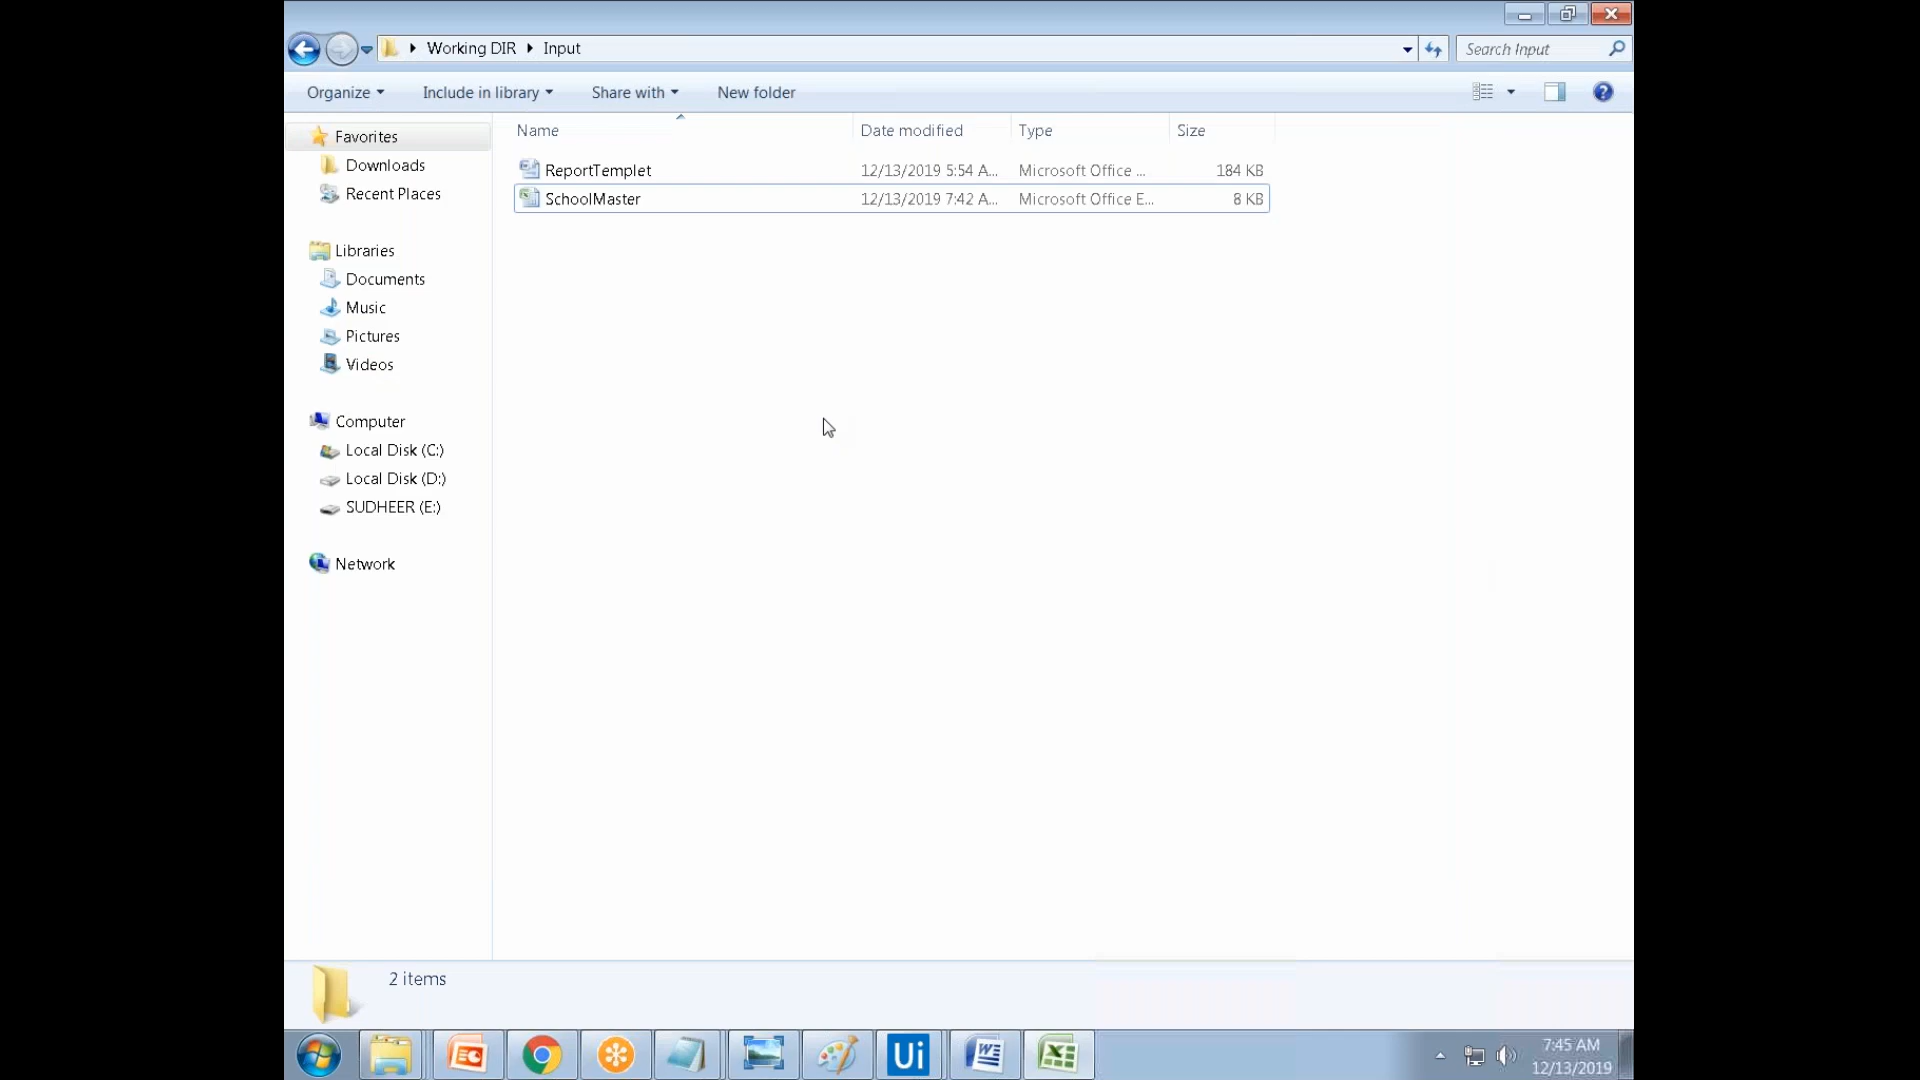 Working DIR Input
Search Input
Organize Include in library Share with New folder
Name Date modified Type Size
ReportTemplet 12/13/2019 5:54 A... Microsoft Office ... 184 KB
SchoolMaster 12/13/2019 7:42 A... Microsoft Office E... 8 KB
Favorites
Downloads
Recent Places
Libraries
Documents
Music
Pictures
Videos
Computer
Local Disk (C:)
Local Disk (D:)
SUDHEER (E:)
Network
2 items
Ui
7:45 AM
12/13/2019